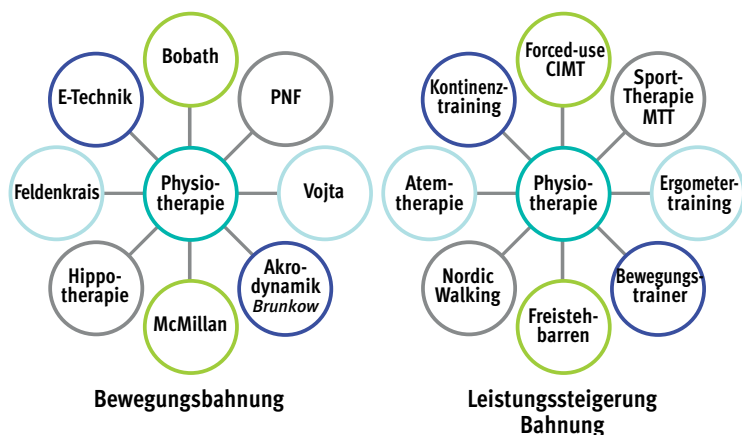 Bobath
PNF
Vojta
Akro-
dynamik
Brunkow
McMillan
Hippo-
therapie
Feldenkrais
E-Technik
Physio-
therapie
Bewegungsbahnung
Forced-use
CIMT
Sport-
Therapie
MTT
Ergometer-
training
Bewegungs-
trainer
Freisteh-
barren
Nordic
Walking
Atem-
therapie
Kontinenz-
training
Physio-
therapie
Leistungssteigerung
Bahnung